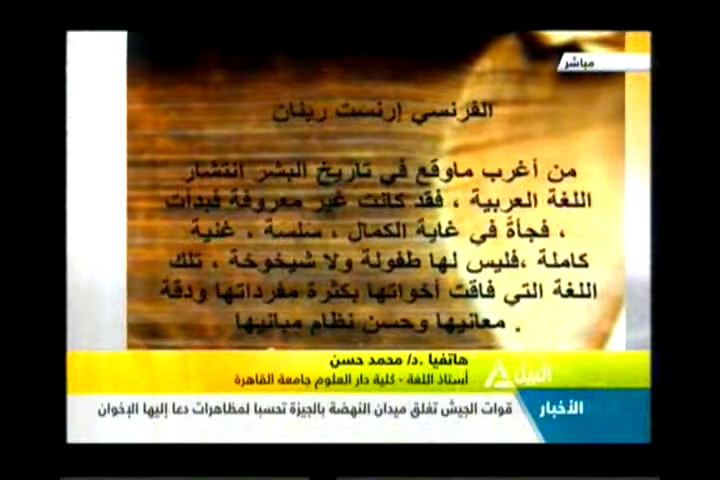 مباشر
الفرنسي إرنست رينان
من أغرب ماوقع في تاريخ البشر انتشار
اللغة العربية ، فقد كانت غير معروفة فبدأت
، فجأة في غاية الكمال ، سلسة ، غنية
كاملة ،فليس لها طفولة ولا شيخوخة ، تلك
اللغة التي فاقت أخواتها بكثرة مفرداتها ودقة
معانيها وحسن نظام مبانيها .
هاتفيا .د/ محمد حسن
أستاذ اللغة - كلية دار العلوم جامعة القاهرة
النيل
الأخبار
قوات الجيش تغلق ميدان النهضة بالجيزة تحسبا لمظاهرات دعا إليها الإخوان